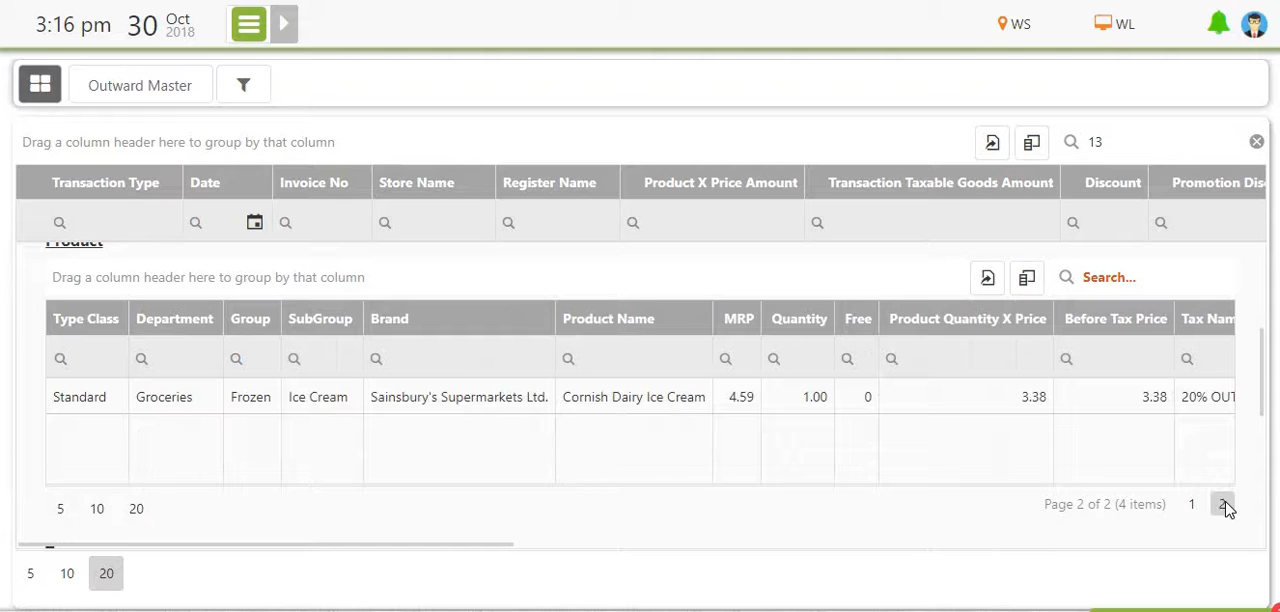 3:16 pm 30 Oct 2018 WS WL
Outward Master
Drag a column header here to group by that column 13
Transaction Type Date Invoice No Store Name Register Name Product X Price Amount Transaction Taxable Goods Amount Discount Promotion Dis
Product
Drag a column header here to group by that column Search...
Type Class Department Group SubGroup Brand Product Name MRP Quantity Free Product Quantity X Price Before Tax Price Tax Nam
Standard Groceries Frozen Ice Cream Sainsbury's Supermarkets Ltd. Cornish Dairy Ice Cream 4.59 1.00 0 3.38 3.38 20% OUT
5 10 20 Page 2 of 2 (4 items) 1 2
5 10 20